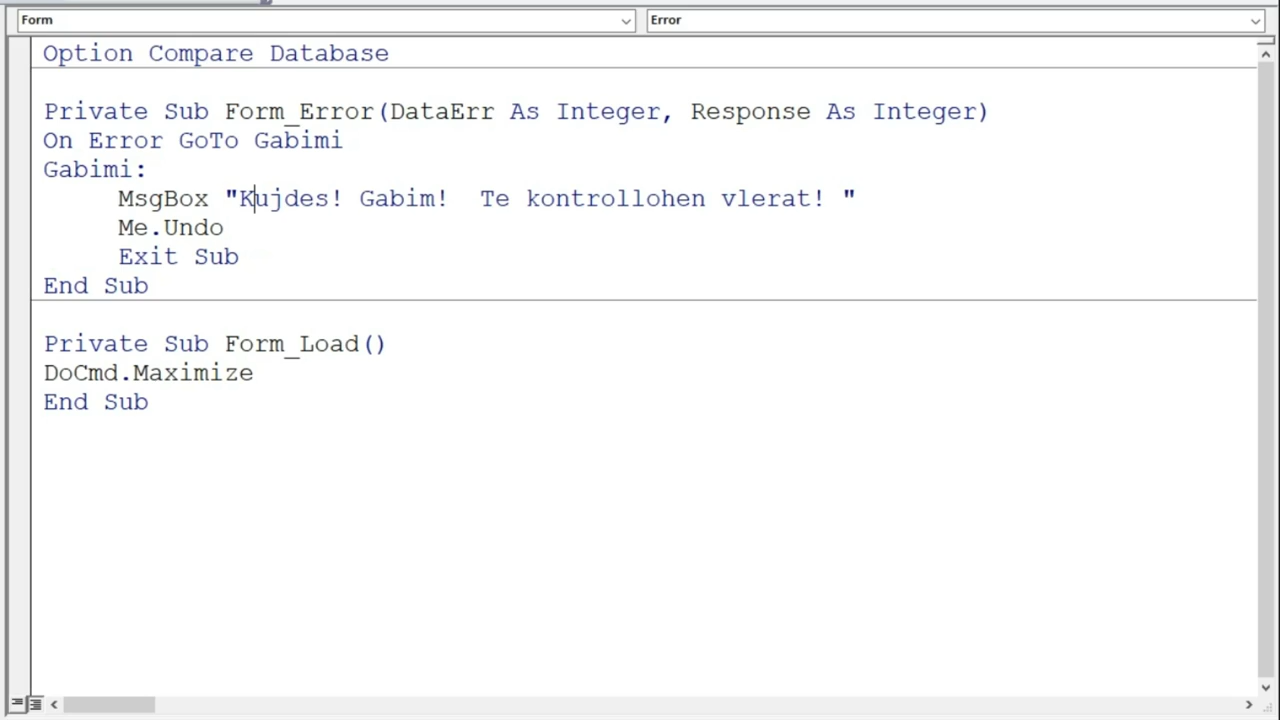 Form
Error
Option Compare Database
Private Sub Form_Error(DataErr As Integer, Response As Integer)
On Error GoTo Gabimi
Gabimi:
MsgBox "Kujdes! Gabim!  Te kontrollohen vlerat! "
Me.Undo
Exit Sub
End Sub
Private Sub Form_Load()
DoCmd.Maximize
End Sub